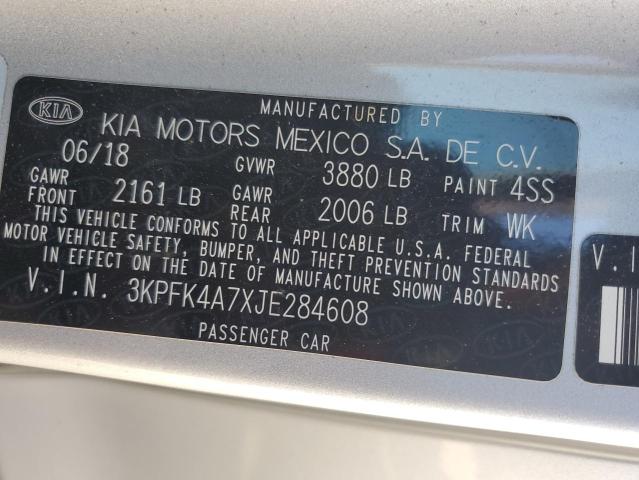 KIA
MANUFACTURED BY
KIA MOTORS MEXICO S.A. DE C.V.
06/18 GVWR 3880 LB PAINT 4SS
GAWR FRONT 2161 LB GAWR REAR 2006 LB TRIM WK
THIS VEHICLE CONFORMS TO ALL APPLICABLE U.S.A. FEDERAL
MOTOR VEHICLE SAFETY, BUMPER, AND THEFT PREVENTION STANDARDS
IN EFFECT ON THE DATE OF MANUFACTURE SHOWN ABOVE.
V.I.N. 3KPFK4A7XJE284608
PASSENGER CAR
V.I